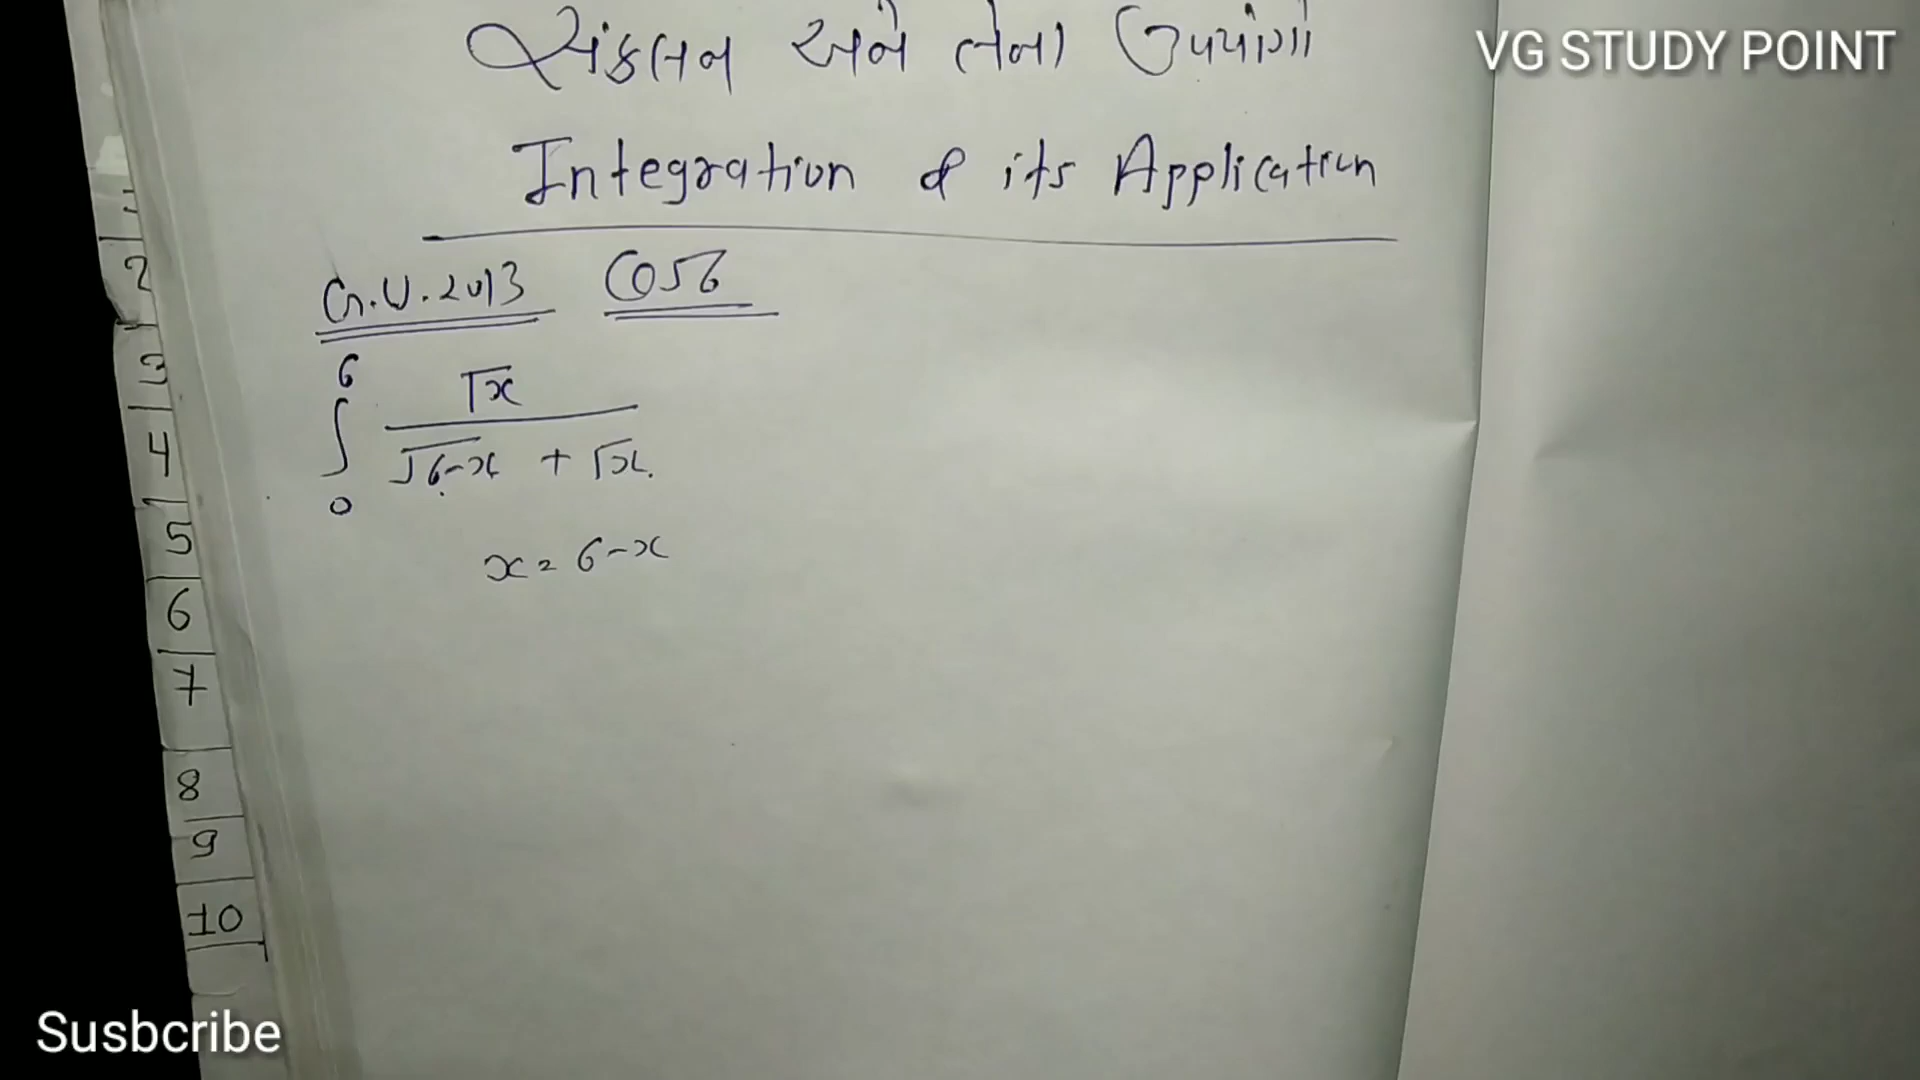 સંકલન અને તેના ઉપયોગો
VG STUDY POINT
Integration & its Application
G.U. 2013 CO56
6
∫ √x
√6-x + √x.
0
x = 6-x
2
3
4
5
6
7
8
9
10
Susbcribe